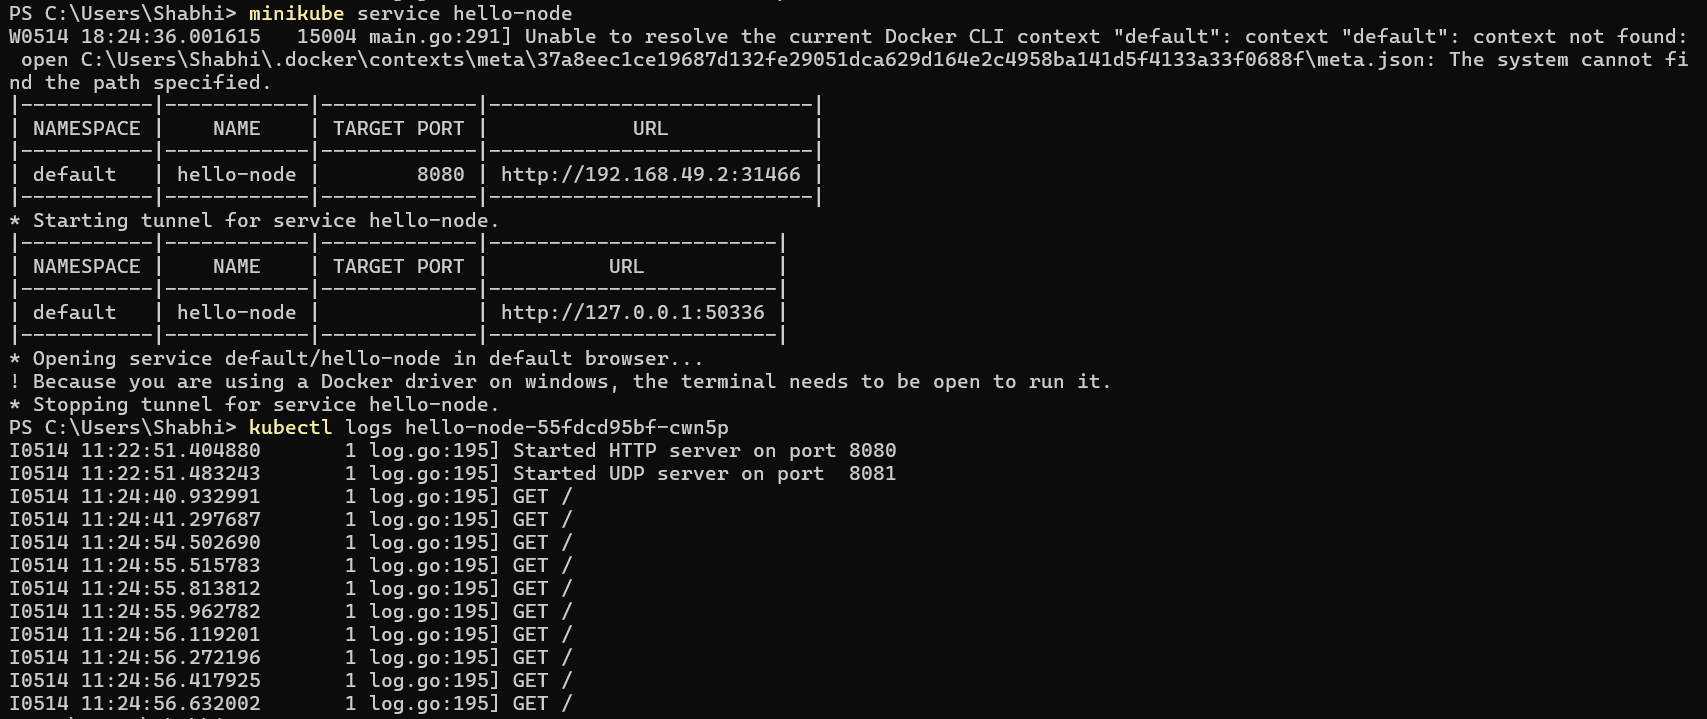 PS C:\Users\Shabhi> minikube service hello-node
W0514 18:24:36.001615   15004 main.go:291] Unable to resolve the current Docker CLI context "default": context "default": context not found:
 open C:\Users\Shabhi\.docker\contexts\meta\37a8eec1ce19687d132fe29051dca629d164e2c4958ba141d5f4133a33f0688f\meta.json: The system cannot fi
nd the path specified.
|-----------|------------|-------------|---------------------------|
| NAMESPACE |    NAME    | TARGET PORT |            URL            |
|-----------|------------|-------------|---------------------------|
| default   | hello-node |        8080 | http://192.168.49.2:31466 |
|-----------|------------|-------------|---------------------------|
* Starting tunnel for service hello-node.
|-----------|------------|-------------|------------------------|
| NAMESPACE |    NAME    | TARGET PORT |          URL           |
|-----------|------------|-------------|------------------------|
| default   | hello-node |             | http://127.0.0.1:50336 |
|-----------|------------|-------------|------------------------|
* Opening service default/hello-node in default browser...
! Because you are using a Docker driver on windows, the terminal needs to be open to run it.
* Stopping tunnel for service hello-node.
PS C:\Users\Shabhi> kubectl logs hello-node-55fdcd95bf-cwn5p
I0514 11:22:51.404880       1 log.go:195] Started HTTP server on port 8080
I0514 11:22:51.483243       1 log.go:195] Started UDP server on port  8081
I0514 11:24:40.932991       1 log.go:195] GET /
I0514 11:24:41.297687       1 log.go:195] GET /
I0514 11:24:54.502690       1 log.go:195] GET /
I0514 11:24:55.515783       1 log.go:195] GET /
I0514 11:24:55.813812       1 log.go:195] GET /
I0514 11:24:55.962782       1 log.go:195] GET /
I0514 11:24:56.119201       1 log.go:195] GET /
I0514 11:24:56.272196       1 log.go:195] GET /
I0514 11:24:56.417925       1 log.go:195] GET /
I0514 11:24:56.632002       1 log.go:195] GET /